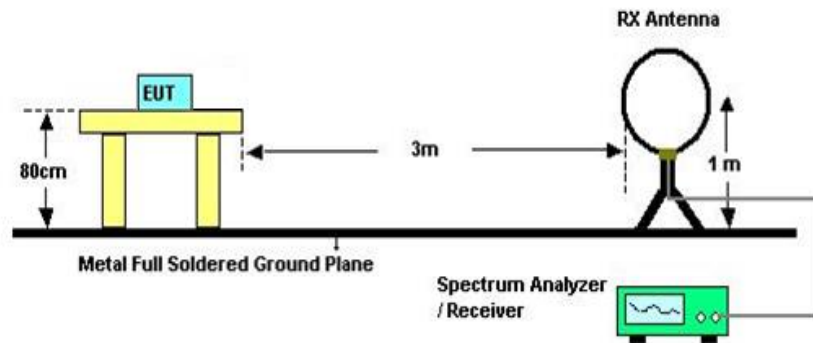 RX Antenna
EUT
3m
80cm
1 m
Metal Full Soldered Ground Plane
Spectrum Analyzer
/ Receiver